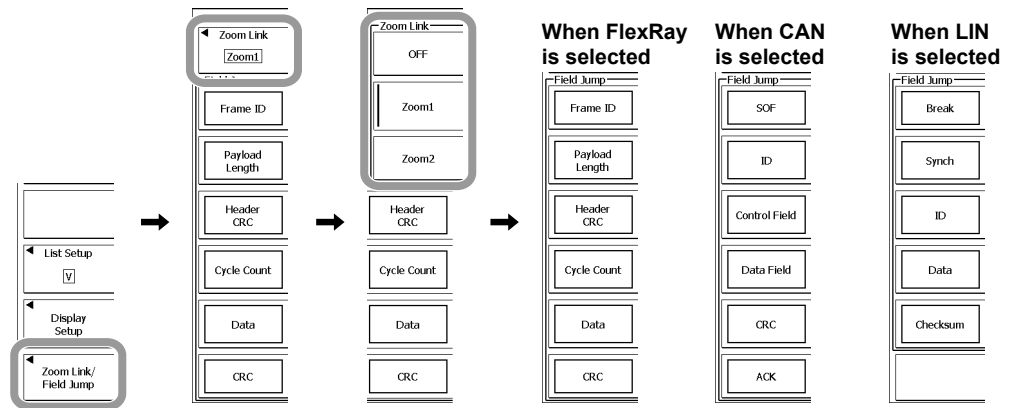 List Setup
V
Display
Setup
Zoom Link/
Field Jump
Zoom Link
Zoom1
Frame ID
Payload
Length
Header
CRC
Cycle Count
Data
CRC
Zoom Link
OFF
Zoom1
Zoom2
Header
CRC
Cycle Count
Data
CRC
When FlexRay
is selected
Field Jump
Frame ID
Payload
Length
Header
CRC
Cycle Count
Data
CRC
When CAN
is selected
Field Jump
SOF
ID
Control Field
Data Field
CRC
ACK
When LIN
is selected
Field Jump
Break
Synch
ID
Data
Checksum